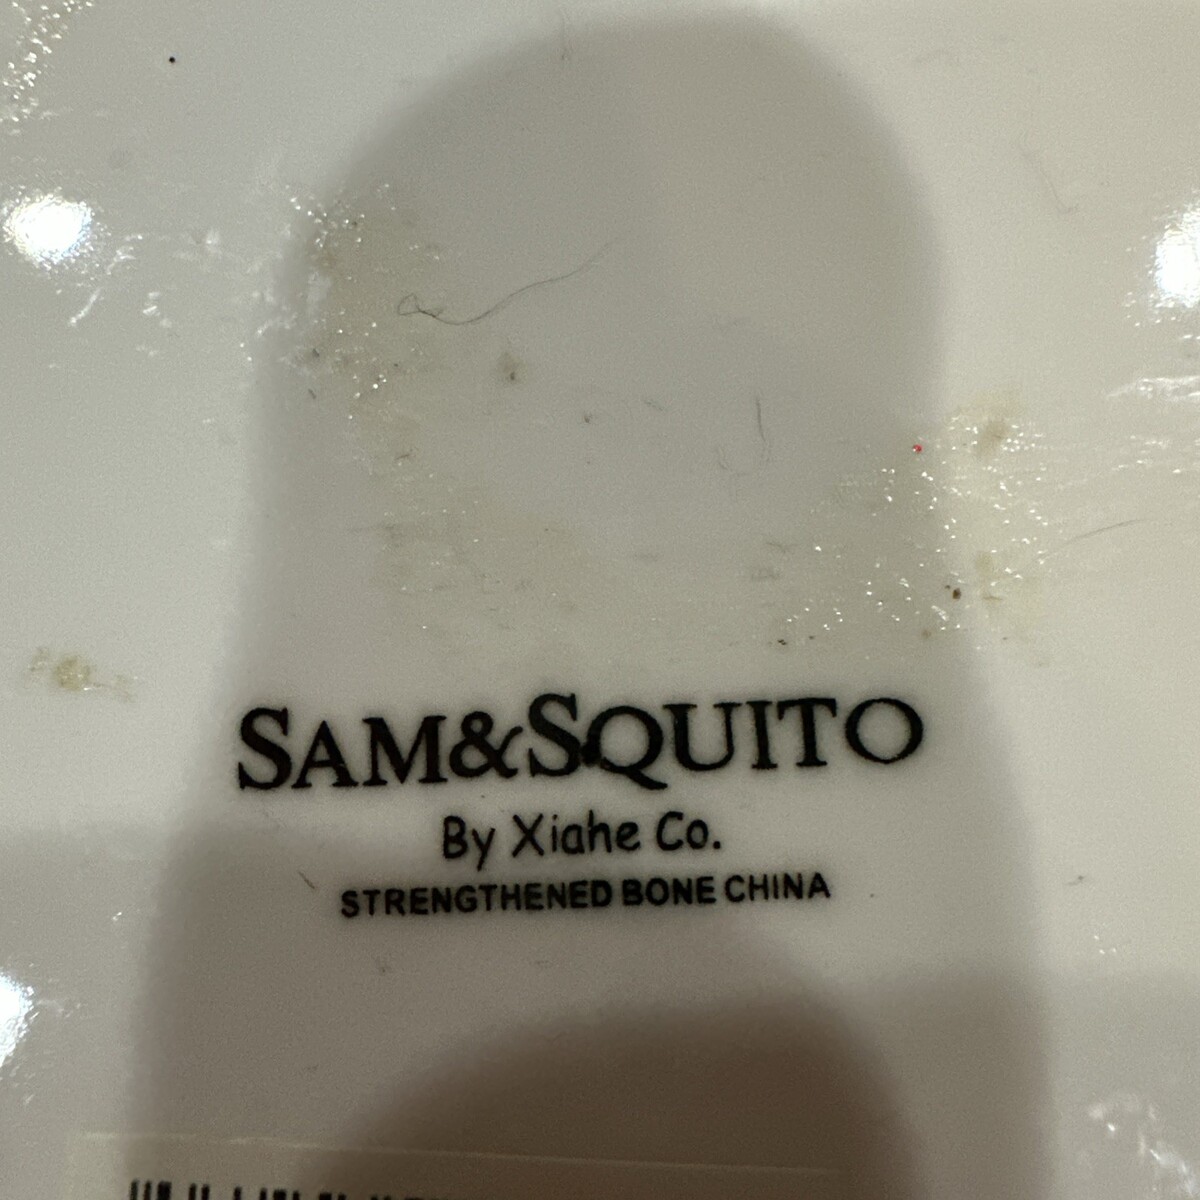 SAM&SQUITO
By Xiahe Co.
STRENGTHENED BONE CHINA